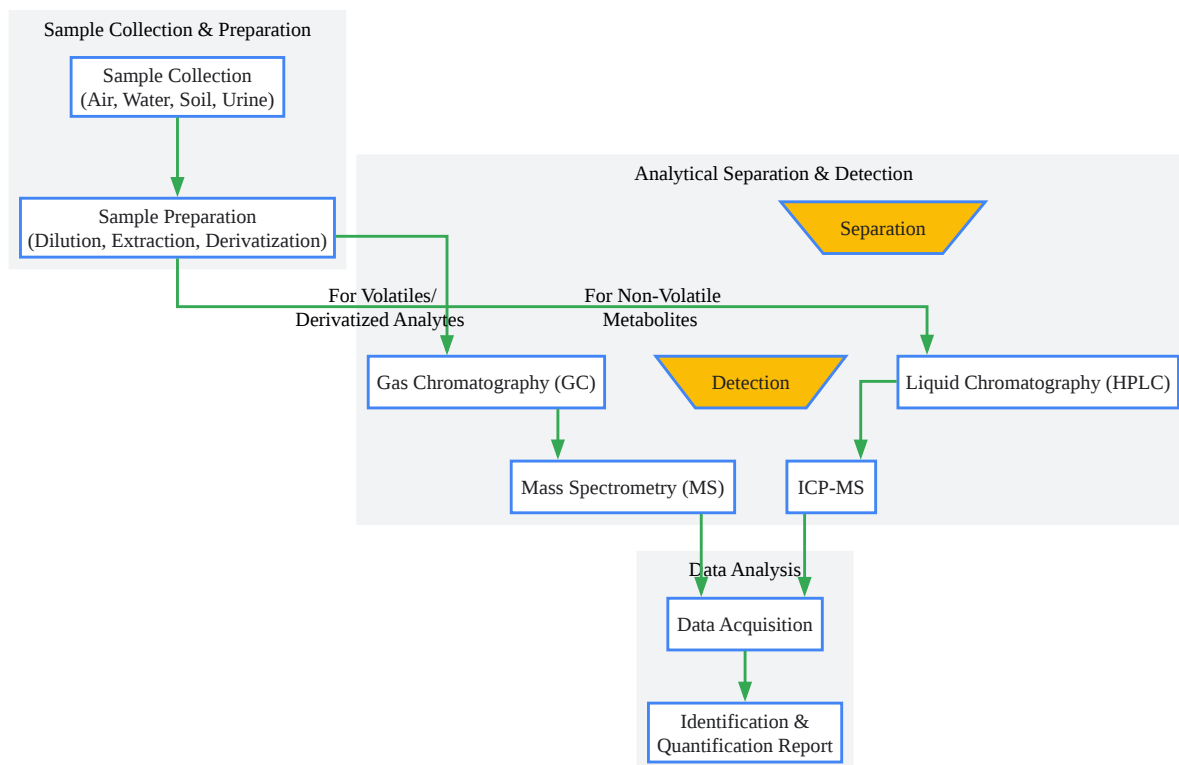 Sample Collection & Preparation
Sample Collection
(Air, Water, Soil, Urine)
Sample Preparation
(Dilution, Extraction, Derivatization)
Analytical Separation & Detection
Separation
For Volatiles/
Derivatized Analytes
For Non-Volatile
Metabolites
Gas Chromatography (GC)
Detection
Liquid Chromatography (HPLC)
Mass Spectrometry (MS)
ICP-MS
Data Analysis
Data Acquisition
Identification &
Quantification Report